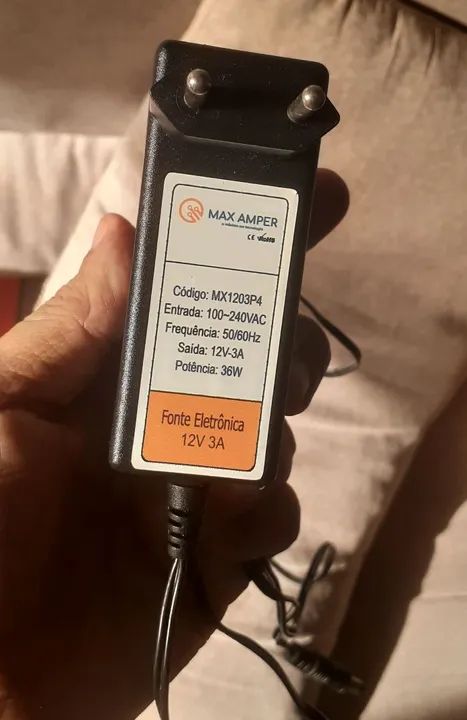 MAX AMPER
CE RoHS
Código: MX1203P4
Entrada: 100~240VAC
Frequência: 50/60Hz
Saída: 12V-3A
Potência: 36W
Fonte Eletrônica
12V 3A